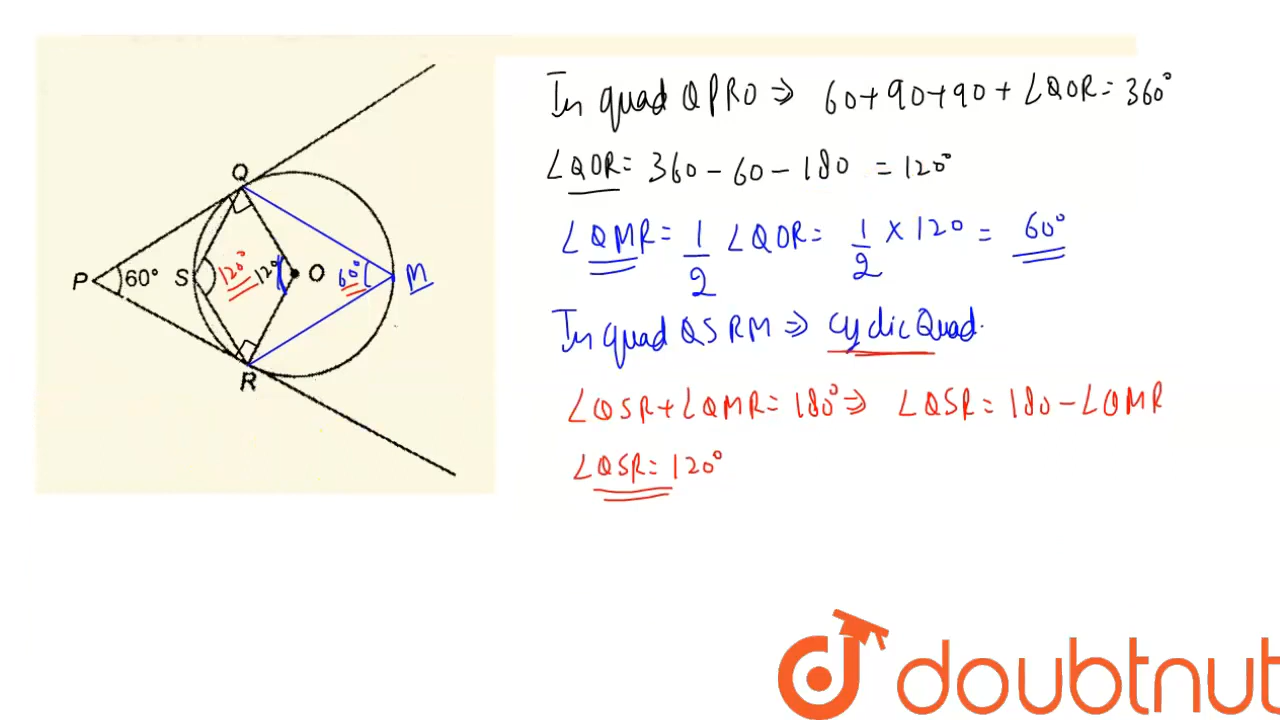 In quad QPRO ⇒ 60+90+90+∠QOR=360°
∠QOR= 360-60-180 =120°
∠QMR= 1/2 ∠QOR= 1/2 × 120 = 60°
In quad QSRM ⇒ cyclic Quad.
∠QSR+∠QMR=180° ⇒ ∠QSR=180-∠QMR
∠QSR=120°
Q
P 60° S 120° 12° O 60° M
R
doubtnut